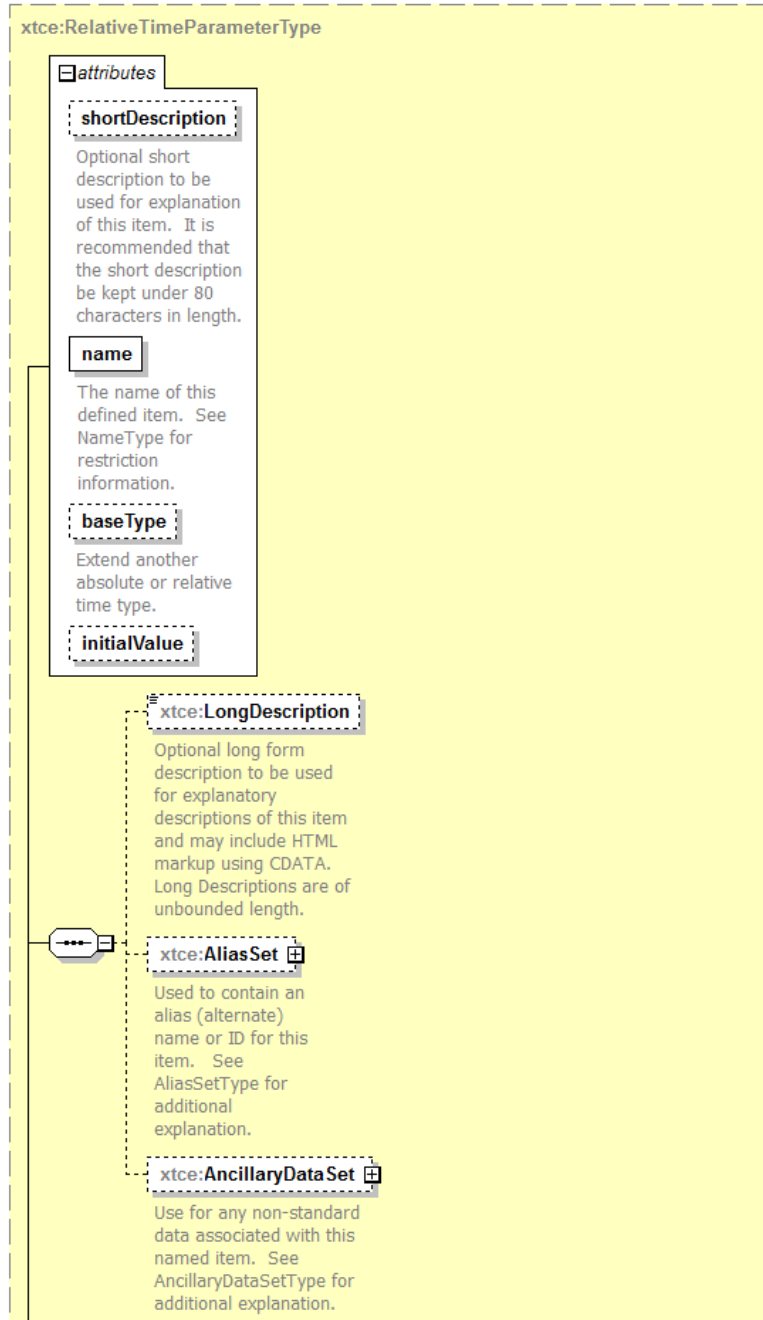 xtce:RelativeTimeParameterType
attributes
shortDescription
Optional short
description to be
used for explanation
of this item.  It is
recommended that
the short description
be kept under 80
characters in length.
name
The name of this
defined item.  See
NameType for
restriction
information.
baseType
Extend another
absolute or relative
time type.
initialValue
xtce:LongDescription
Optional long form
description to be used
for explanatory
descriptions of this item
and may include HTML
markup using CDATA.
Long Descriptions are of
unbounded length.
xtce:AliasSet
Used to contain an
alias (alternate)
name or ID for this
item.   See
AliasSetType for
additional
explanation.
xtce:AncillaryDataSet
Use for any non-standard
data associated with this
named item.  See
AncillaryDataSetType for
additional explanation.